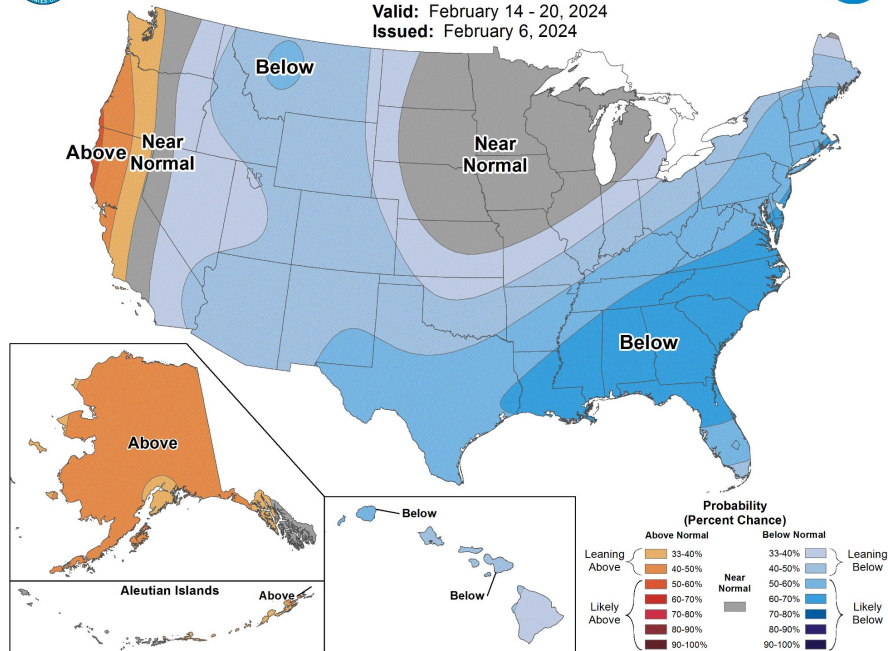 Valid: February 14 - 20, 2024
Issued: February 6, 2024
Below
Above
Near
Normal
Near
Normal
Below
Above
Aleutian Islands
Above
Below
Below
Probability
(Percent Chance)
Above Normal
Below Normal
Leaning
Above
33-40%
40-50%
50-60%
60-70%
70-80%
80-90%
90-100%
Likely
Above
Near
Normal
33-40%
40-50%
50-60%
60-70%
70-80%
80-90%
90-100%
Leaning
Below
Likely
Below